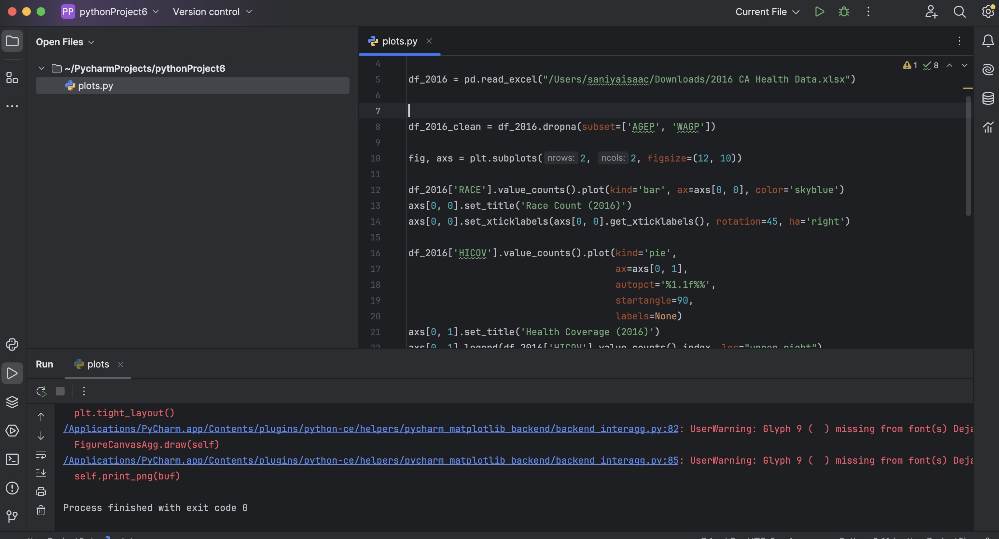 PP pythonProject6 Version control Current File
Open Files
~/PycharmProjects/pythonProject6
plots.py
plots.py
1 8
4
5 df_2016 = pd.read_excel("/Users/saniyaisaac/Downloads/2016 CA Health Data.xlsx")
6
7
8 df_2016_clean = df_2016.dropna(subset=['AGEP', 'WAGP'])
9
10 fig, axs = plt.subplots( nrows: 2, ncols: 2, figsize=(12, 10))
11
12 df_2016['RACE'].value_counts().plot(kind='bar', ax=axs[0, 0], color='skyblue')
13 axs[0, 0].set_title('Race Count (2016)')
14 axs[0, 0].set_xticklabels(axs[0, 0].get_xticklabels(), rotation=45, ha='right')
15
16 df_2016['HICOV'].value_counts().plot(kind='pie',
17 ax=axs[0, 1],
18 autopct='%1.1f%%',
19 startangle=90,
20 labels=None)
21 axs[0, 1].set_title('Health Coverage (2016)')
22 axs[0, 1].legend(df_2016['HICOV'].value_counts().index, loc="upper right")
Run plots
plt.tight_layout()
/Applications/PyCharm.app/Contents/plugins/python-ce/helpers/pycharm_matplotlib_backend/backend_interagg.py:82: UserWarning: Glyph 9 ( ) missing from font(s) Deja
FigureCanvasAgg.draw(self)
/Applications/PyCharm.app/Contents/plugins/python-ce/helpers/pycharm_matplotlib_backend/backend_interagg.py:85: UserWarning: Glyph 9 ( ) missing from font(s) Deja
self.print_png(buf)
Process finished with exit code 0